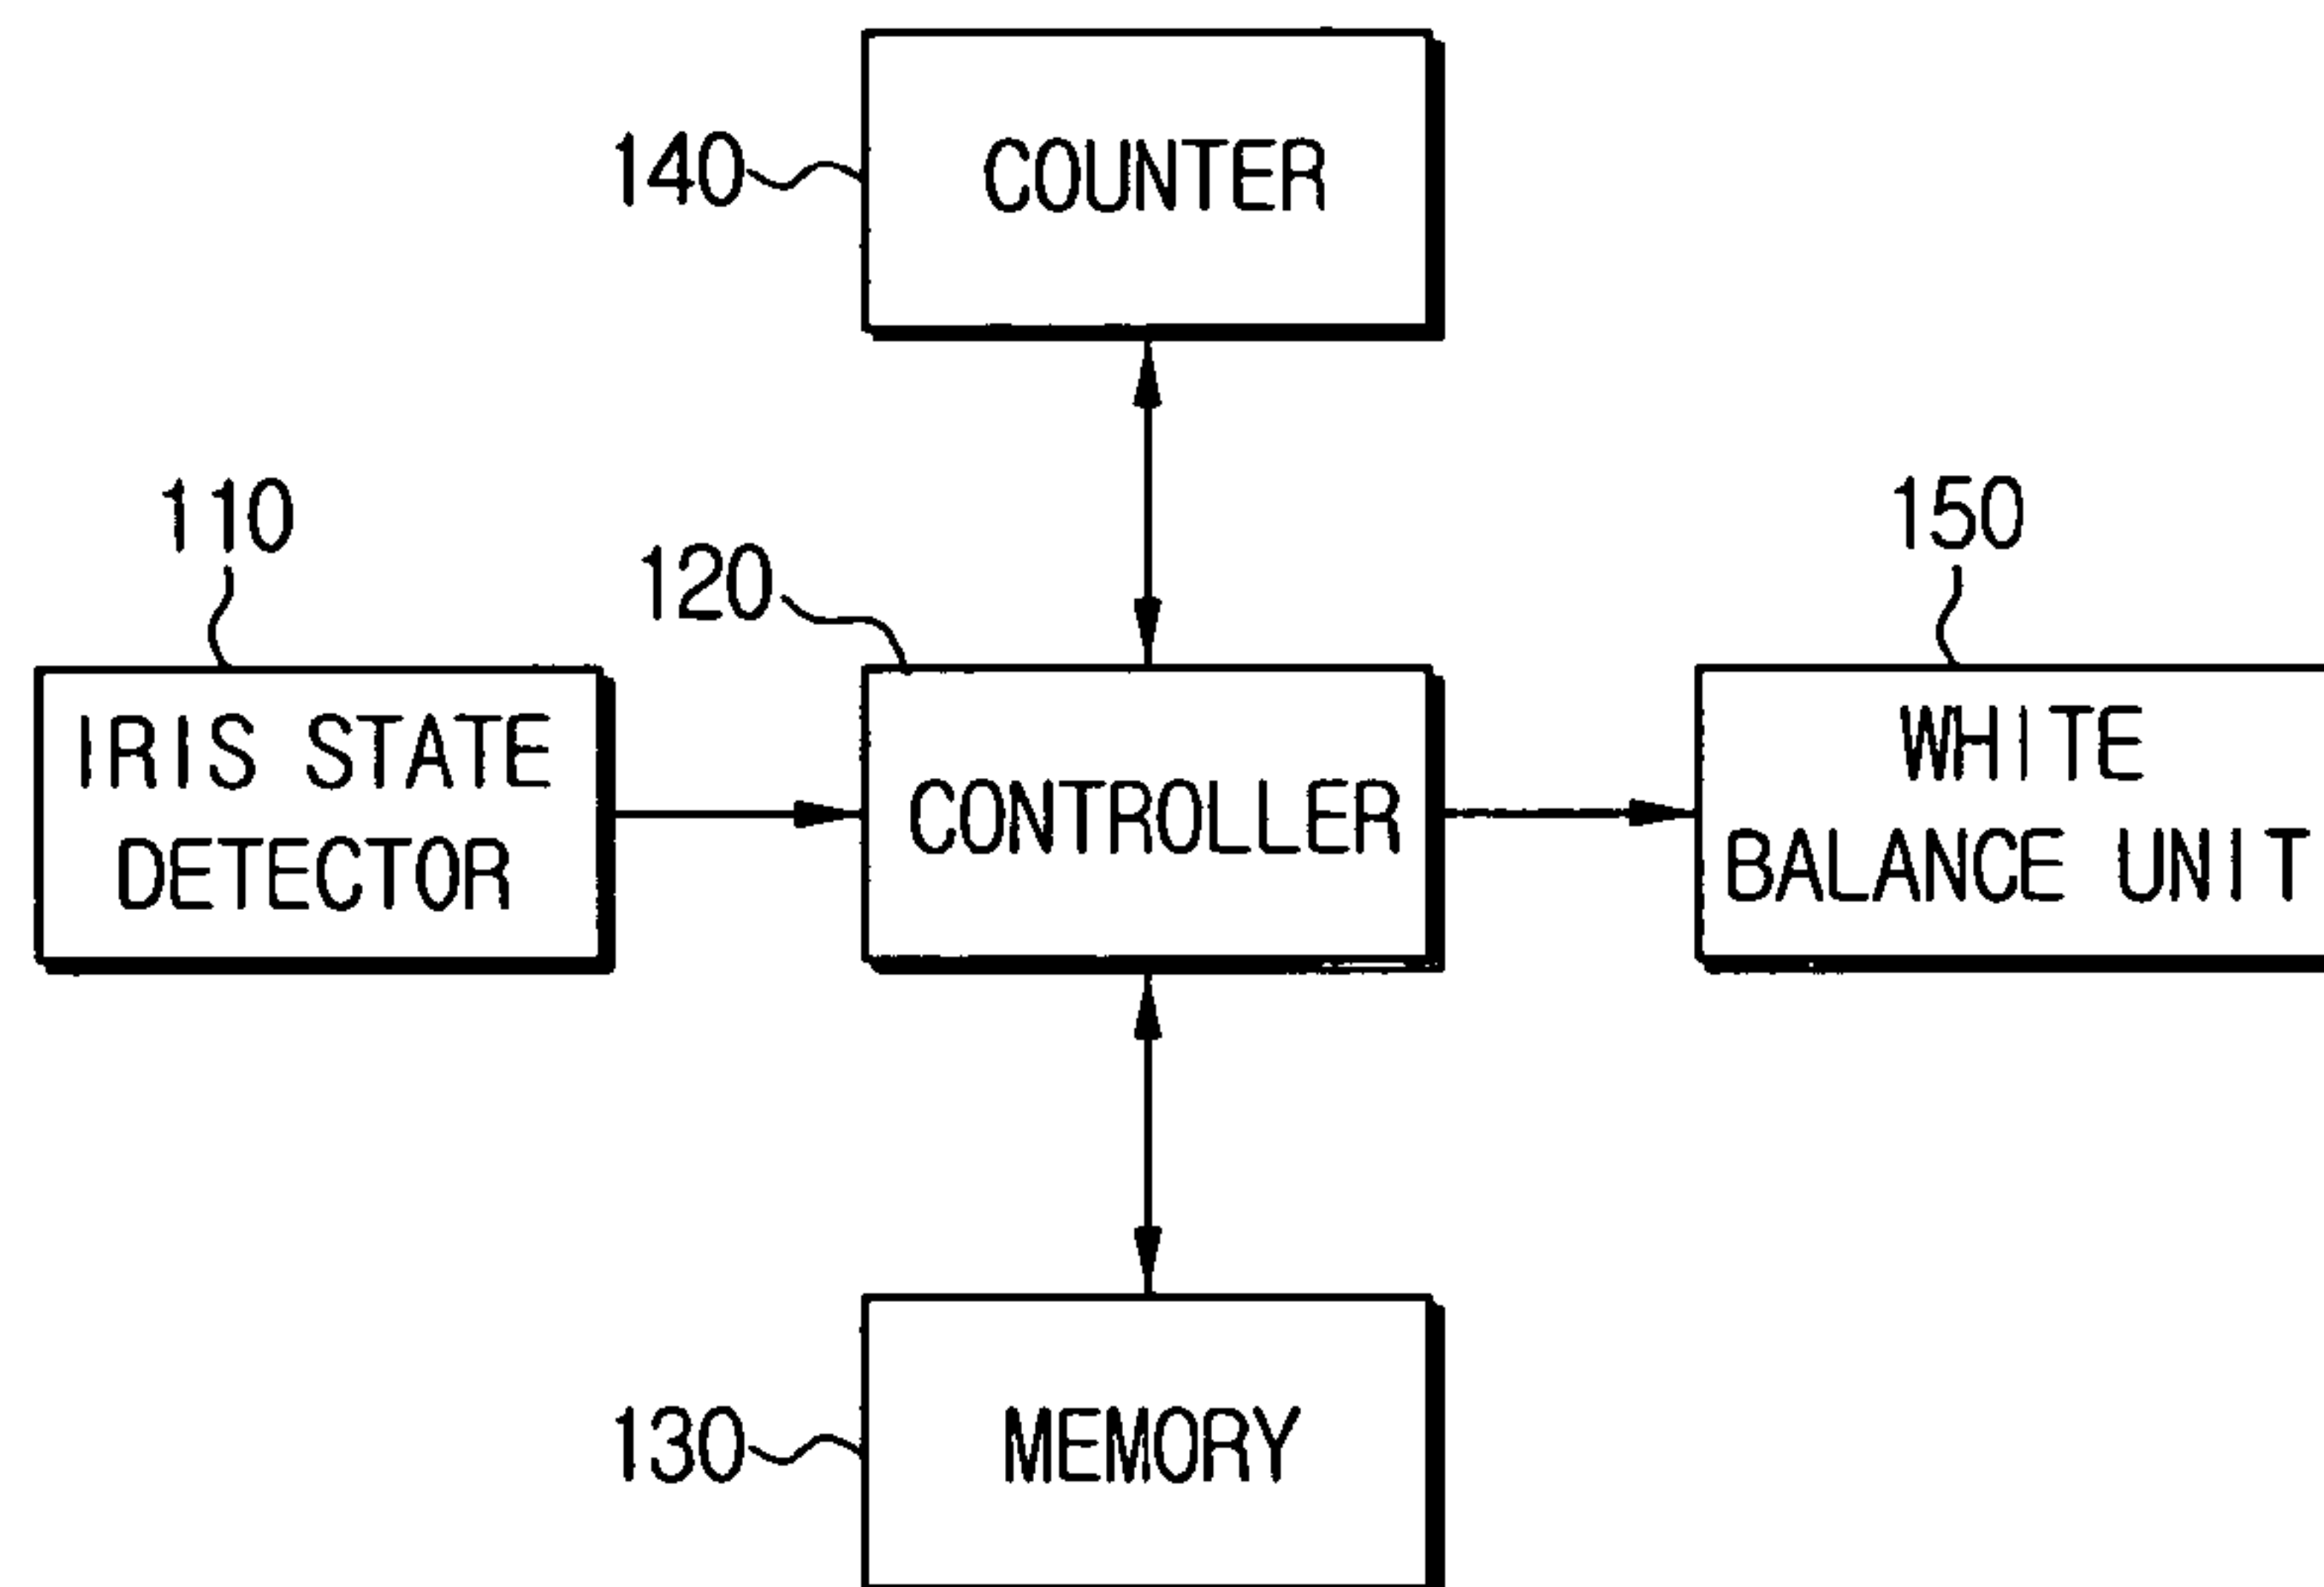 140
COUNTER
110
120
150
IRIS STATE
DETECTOR
CONTROLLER
WHITE
BALANCE UNIT
130
MEMORY